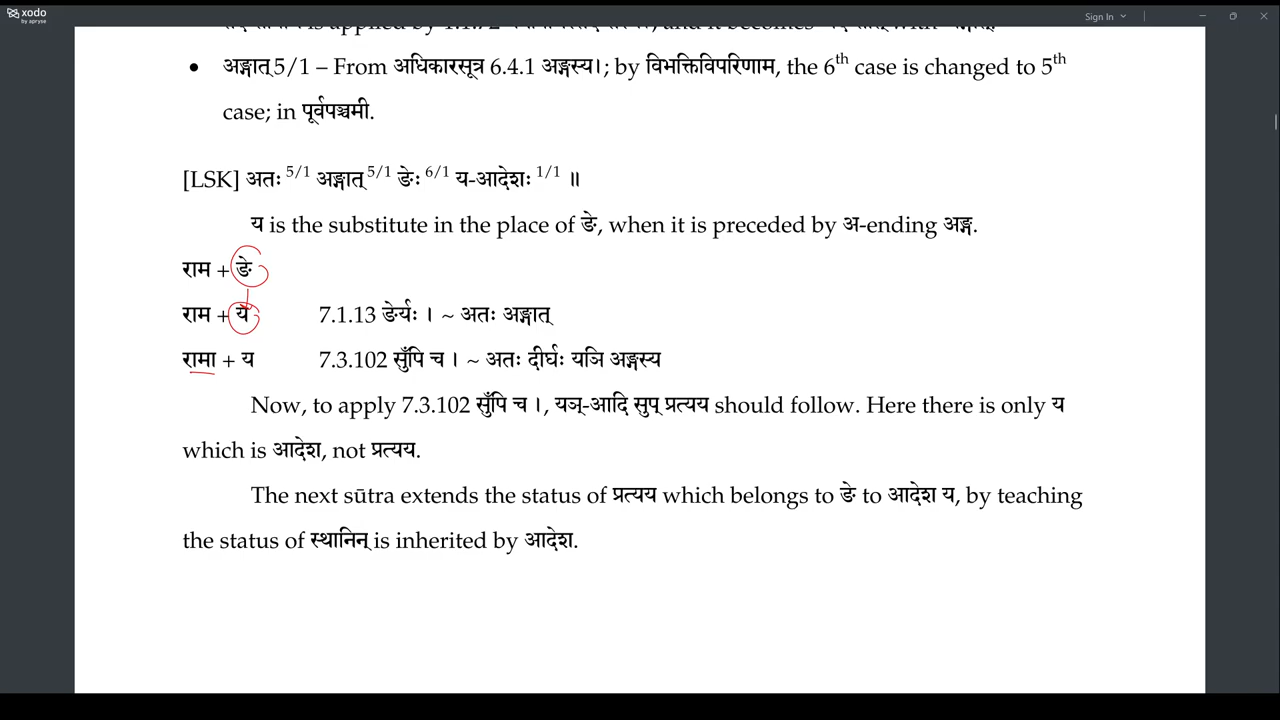 xodo
by apryse
Sign In
• अङ्गात् 5/1 – From अधिकारसूत्र 6.4.1 अङ्गस्य।; by विभक्तिविपरिणाम, the 6th case is changed to 5th
case; in पूर्वपञ्चमी.
[LSK] अतः 5/1 अङ्गात् 5/1 ङेः 6/1 य-आदेशः 1/1 ॥
य is the substitute in the place of ङे, when it is preceded by अ-ending अङ्ग.
राम + ङे
राम + य 7.1.13 ङेर्यः । ~ अतः अङ्गात्
रामा + य 7.3.102 सुँपि च । ~ अतः दीर्घः यञि अङ्गस्य
Now, to apply 7.3.102 सुँपि च ।, यञ्-आदि सुप् प्रत्यय should follow. Here there is only य
which is आदेश, not प्रत्यय.
The next sūtra extends the status of प्रत्यय which belongs to ङे to आदेश य, by teaching
the status of स्थानिन् is inherited by आदेश.